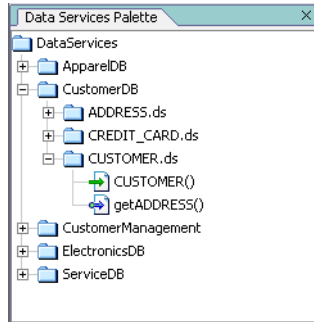 Data Services Palette
DataServices
ApparelDB
CustomerDB
ADDRESS.ds
CREDIT_CARD.ds
CUSTOMER.ds
CUSTOMER()
getADDRESS()
CustomerManagement
ElectronicsDB
ServiceDB